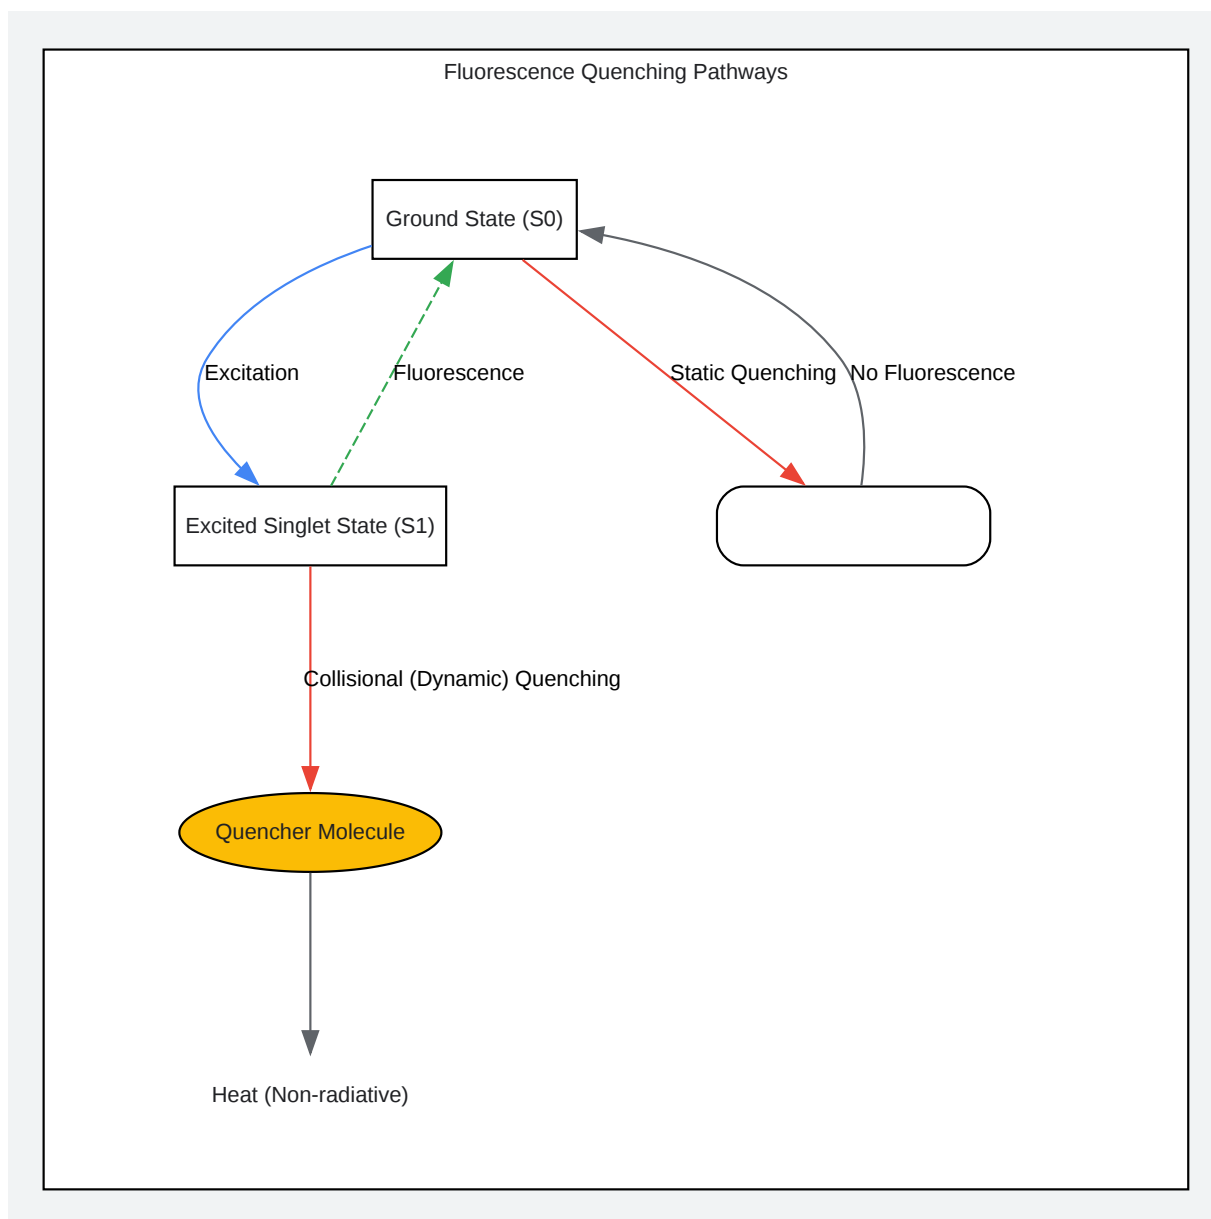 Fluorescence Quenching Pathways
Ground State (S0)
Excitation
Fluorescence
Static Quenching
No Fluorescence
Excited Singlet State (S1)
Collisional (Dynamic) Quenching
Quencher Molecule
Heat (Non-radiative)